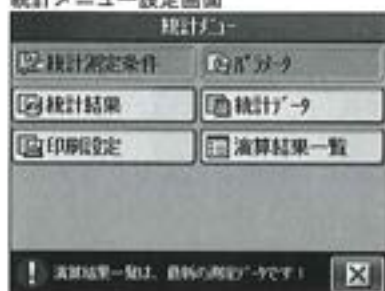 統計メニュー設定画面
統計ﾒﾆｭｰ
統計測定条件
ﾊﾟﾗﾒｰﾀ
統計結果
統計ﾃﾞｰﾀ
印刷設定
演算結果一覧
演算結果一覧は、最新の測定ﾃﾞｰﾀです！